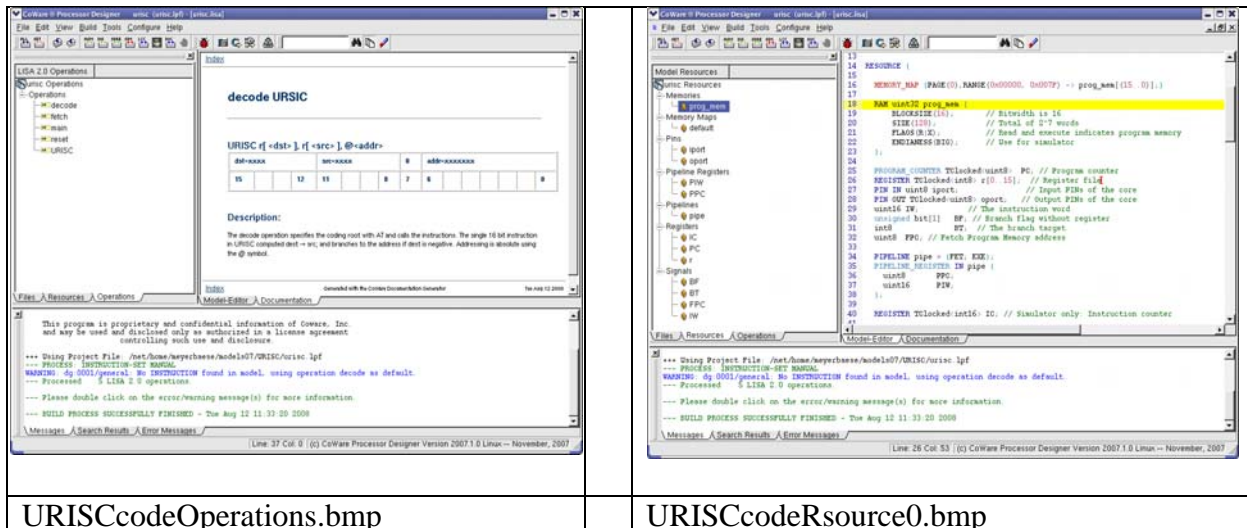 CoWare ® Processor Designer urisc (urisc.lpf) - [urisc.lisa]
File Edit View Build Tools Configure Help
LISA 2.0 Operations
urisc Operations
Operations
decode
fetch
main
reset
URISC
Files Resources Operations
Index
decode URSIC
URISC r[ <dst> ], r[ <src> ], @<addr>
dst=xxxx src=xxxx 0 addr=xxxxxxx
15 12 11 8 7 6 0
Description:
The decode operation specifies the coding root with AT and calls the instructions. The single 16 bit instruction
in URISC computed dest – src; and branches to the address if dest is negative. Addressing is absolute using
the @ symbol.
Index Generated with the CoWare Documentation Generator Tue Aug 12 2008
Model-Editor Documentation
This program is proprietary and confidential information of Coware, Inc.
and may be used and disclosed only as authorized in a license agreement
controlling such use and disclosure.
+++ Using Project File: /net/home/meyerbaese/models07/URISC/urisc.lpf
--- PROCESS: INSTRUCTION-SET MANUAL
WARNING: dg:0001/general: No INSTRUCTION found in model, using operation decode as default.
--- Processed 5 LISA 2.0 operations
--- Please double click on the error/warning message(s) for more information.
--- BUILD PROCESS SUCCESSFULLY FINISHED - Tue Aug 12 11:33:20 2008
Messages Search Results Error Messages
Line: 37 Col: 0 (c) CoWare Processor Designer Version 2007.1.0 Linux -- November, 2007
URISCcodeOperations.bmp
CoWare ® Processor Designer urisc (urisc.lpf) - [urisc.lisa]
File Edit View Build Tools Configure Help
Model Resources
urisc Resources
Memories
prog_mem
Memory Maps
default
Pins
iport
oport
Pipeline Registers
PIW
PPC
Pipelines
pipe
Registers
IC
PC
r
Signals
BF
BT
FPC
IW
Files Resources Operations
13
14 RESOURCE {
15
16 MEMORY_MAP {PAGE(0),RANGE(0x00000, 0x007F) -> prog_mem[(15..0)];}
17
18 RAM uint32 prog_mem {
19 BLOCKSIZE(16); // Bitwidth is 16
20 SIZE(128); // Total of 2^7 words
21 FLAGS(R|X); // Read and execute indicates program memory
22 ENDIANESS(BIG); // Use for simulator
23 };
24
25 PROGRAM_COUNTER TClocked<uint8> PC; // Program counter
26 REGISTER TClocked<int8> r[0..15]; // Register file
27 PIN IN uint8 iport; // Input PINs of the core
28 PIN OUT TClocked<uint8> oport; // Output PINs of the core
29 uint16 IW; // The instruction word
30 unsigned bit[1] BF; // Branch flag without register
31 int8 BT; // The branch target
32 uint8 FPC; // Fetch Program Memory address
33
34 PIPELINE pipe = {FET; EXE};
35 PIPELINE_REGISTER IN pipe {
36 uint8 PPC;
37 uint16 PIW;
38 };
39
40 REGISTER TClocked<int16> IC; // Simulator only: Instruction counter
41
Model-Editor Documentation
+++ Using Project File: /net/home/meyerbaese/models07/URISC/urisc.lpf
--- PROCESS: INSTRUCTION-SET MANUAL
WARNING: dg:0001/general: No INSTRUCTION found in model, using operation decode as default.
--- Processed 5 LISA 2.0 operations
--- Please double click on the error/warning message(s) for more information.
--- BUILD PROCESS SUCCESSFULLY FINISHED - Tue Aug 12 11:33:20 2008
Messages Search Results Error Messages
Line: 26 Col: 53 (c) CoWare Processor Designer Version 2007.1.0 Linux -- November, 2007
URISCcodeRsource0.bmp